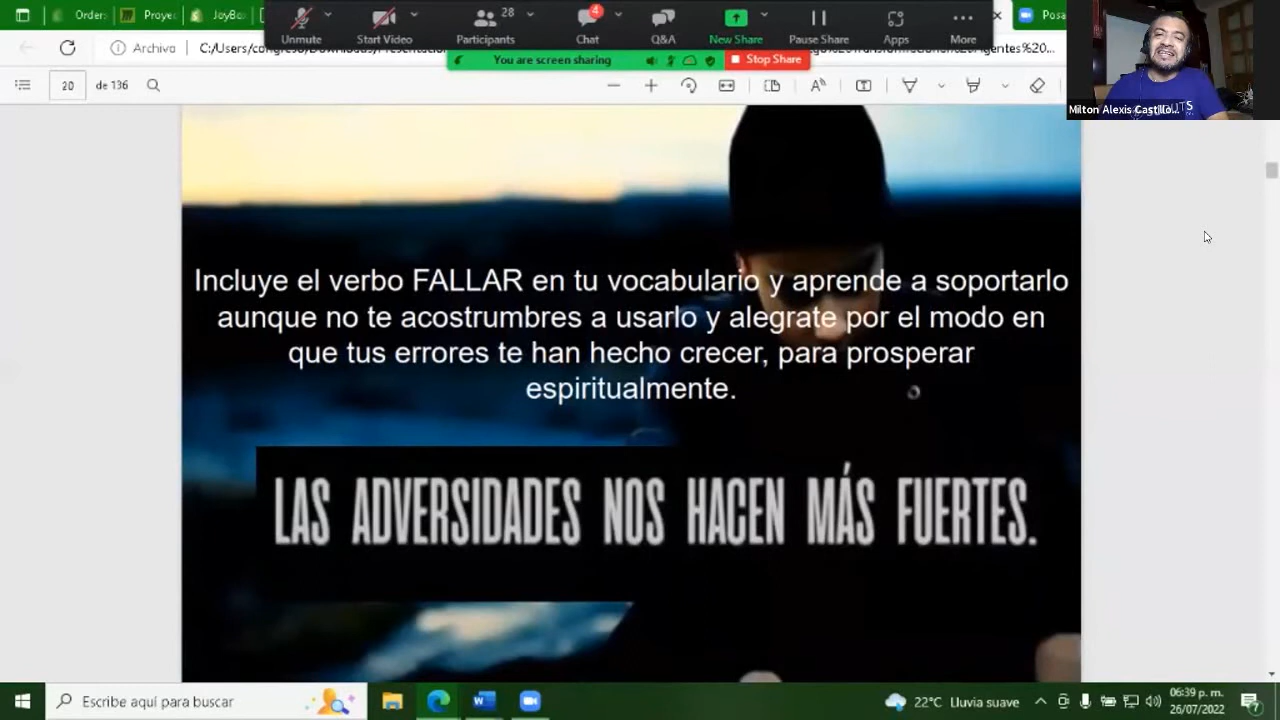 Orders
Proye
JoyBo
28
4
Posa
Unmute
Start Video
Participants
Chat
Q&A
New Share
Pause Share
Apps
More
Archivo
You are screen sharing
Stop Share
20 de 136
Milton Alexis Castillo...
Incluye el verbo FALLAR en tu vocabulario y aprende a soportarlo
aunque no te acostrumbres a usarlo y alegrate por el modo en
que tus errores te han hecho crecer, para prosperar
espiritualmente.
LAS ADVERSIDADES NOS HACEN MÁS FUERTES.
Escribe aquí para buscar
22°C Lluvia suave
06:39 p. m.
26/07/2022
7